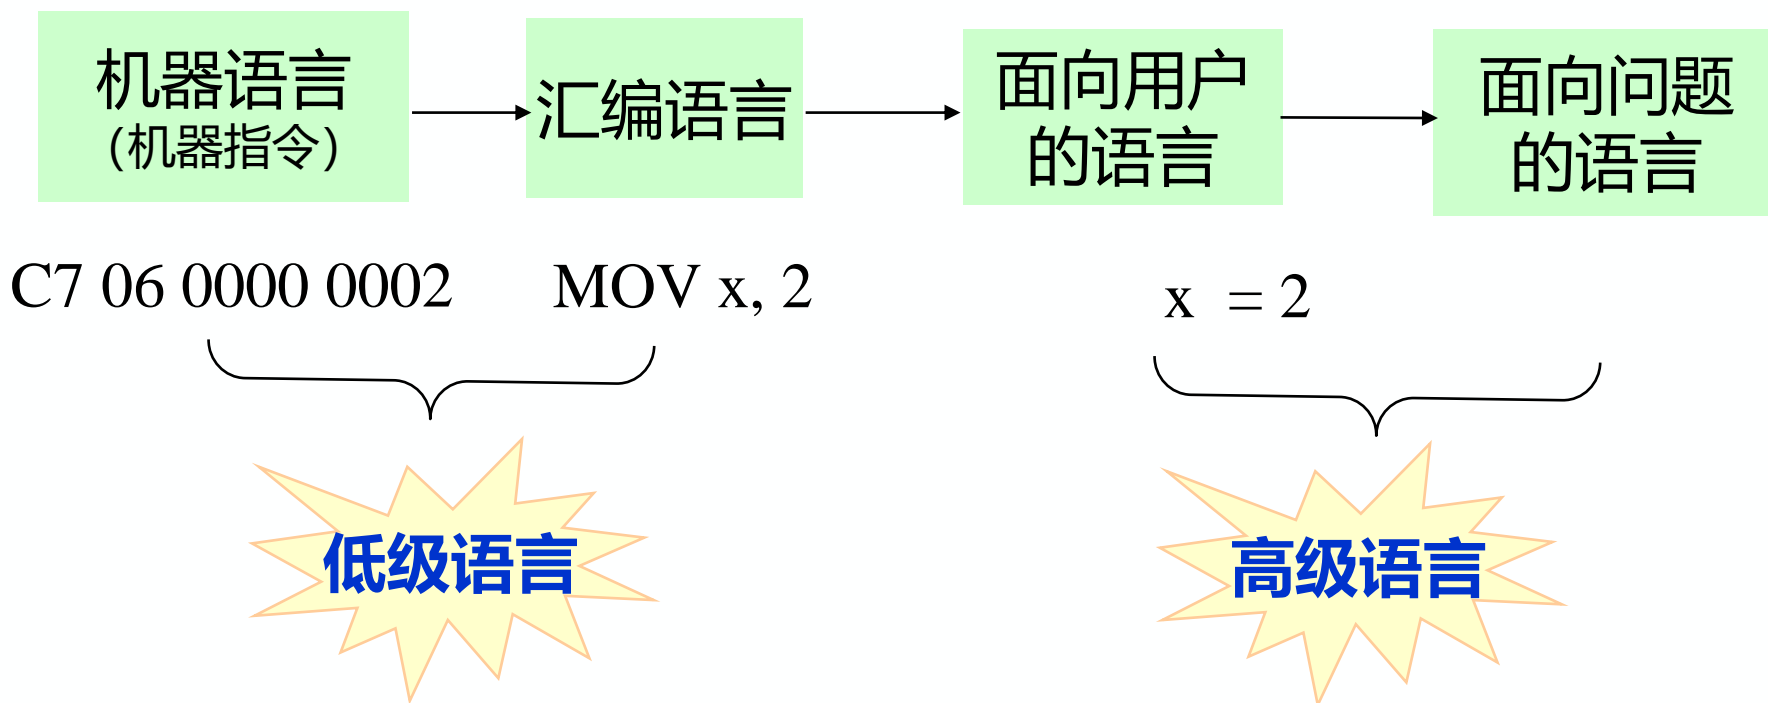 机器语言
（机器指令）
汇编语言
面向用户
的语言
面向问题
的语言
C7 06 0000 0002
MOV x, 2
x = 2
低级语言
高级语言